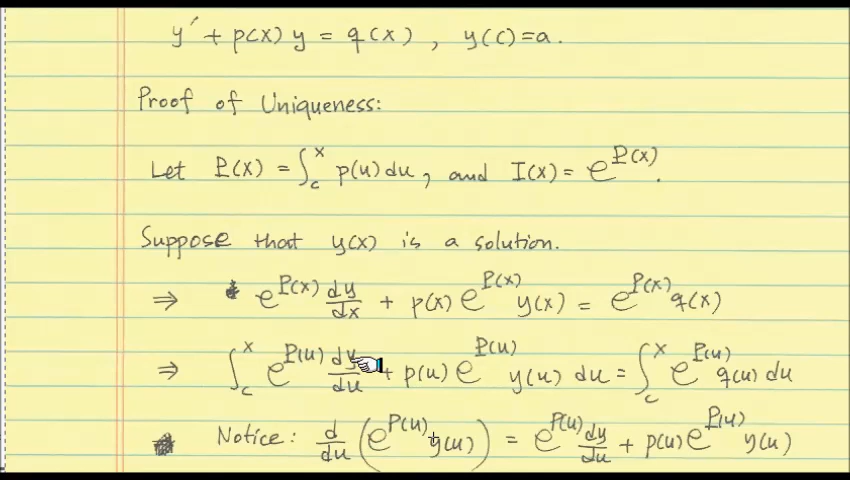 y′ + p(x) y = q(x) , y(c)=a.
Proof of Uniqueness:
Let P(x) = ∫_c^x p(u) du, and I(x) = e^{P(x)}.
Suppose that y(x) is a solution.
⇒ e^{P(x)} dy/dx + p(x) e^{P(x)} y(x) = e^{P(x)} q(x)
⇒ ∫_c^x e^{P(u)} dy/du + p(u) e^{P(u)} y(u) du = ∫_c^x e^{P(u)} q(u) du
Notice: d/du (e^{P(u)} y(u)) = e^{P(u)} dy/du + p(u) e^{P(u)} y(u)